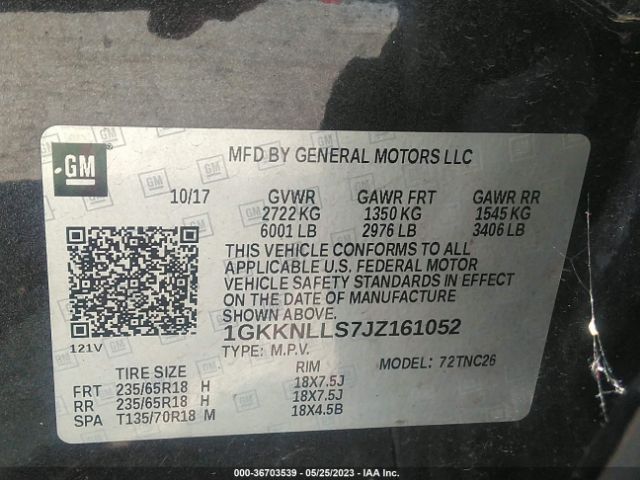 GM
MFD BY GENERAL MOTORS LLC
10/17 GVWR GAWR FRT GAWR RR
2722 KG 1350 KG 1545 KG
6001 LB 2976 LB 3406 LB
THIS VEHICLE CONFORMS TO ALL
APPLICABLE U.S. FEDERAL MOTOR
VEHICLE SAFETY STANDARDS IN EFFECT
ON THE DATE OF MANUFACTURE
SHOWN ABOVE.
1GKKNLLS7JZ161052
121V TYPE: M.P.V. MODEL: 72TNC26
TIRE SIZE RIM
FRT 235/65R18 H 18X7.5J
RR 235/65R18 H 18X7.5J
SPA T135/70R18 M 18X4.5B
000-36703539 - 05/25/2023 - IAA Inc.